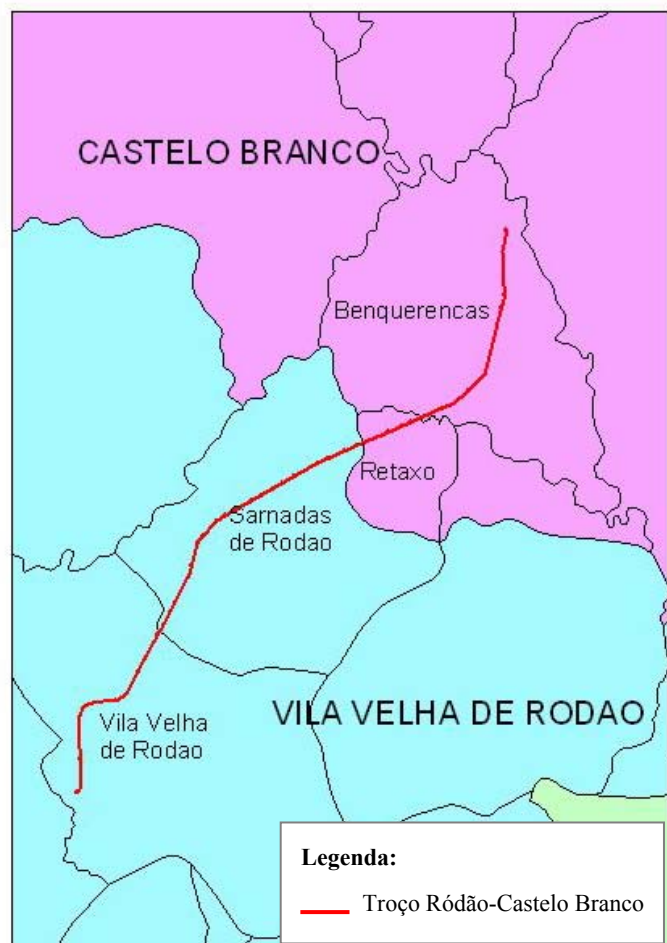 CASTELO BRANCO
Benquerencas
Retaxo
Sarnadas
de Rodao
VILA VELHA DE RODAO
Vila Velha
de Rodao
Legenda:
Troço Ródão-Castelo Branco